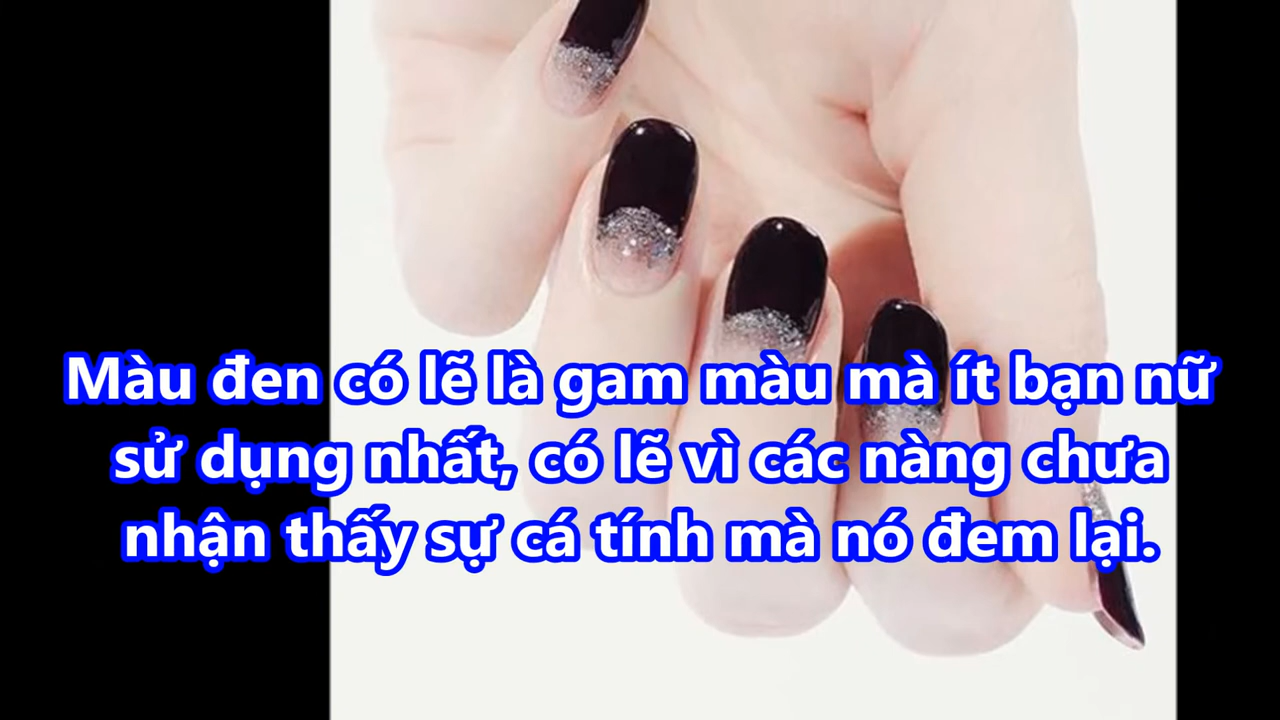 Màu đen có lẽ là gam màu mà ít bạn nữ
sử dụng nhất, có lẽ vì các nàng chưa
nhận thấy sự cá tính mà nó đem lại.